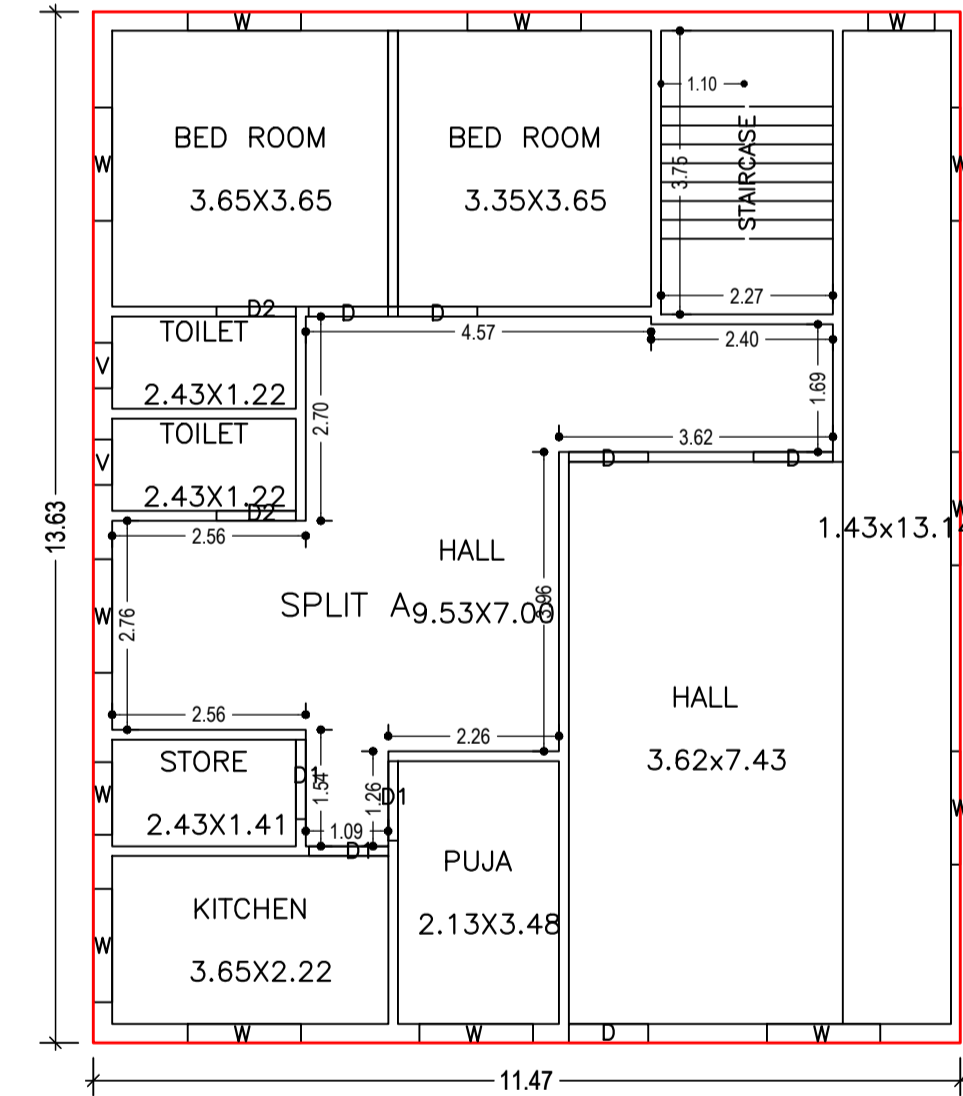 W
W
W
1.10
BED ROOM
BED ROOM
STAIRCASE
W
3.75
W
3.65X3.65
3.35X3.65
2.27
D2
D
D
TOILET
4.57
2.40
V
2.43X1.22
1.69
2.70
TOILET
3.62
V
D
D
2.43X1.22
D2
W
13.63
1.43x13.14
2.56
HALL
SPLIT A
9.53X7.06
3.96
W
2.76
HALL
2.56
2.26
3.62x7.43
STORE
D1
W
1.54
1.26
D1
W
2.43X1.41
1.09
D1
PUJA
KITCHEN
2.13X3.48
W
3.65X2.22
W
W
D
W
11.47